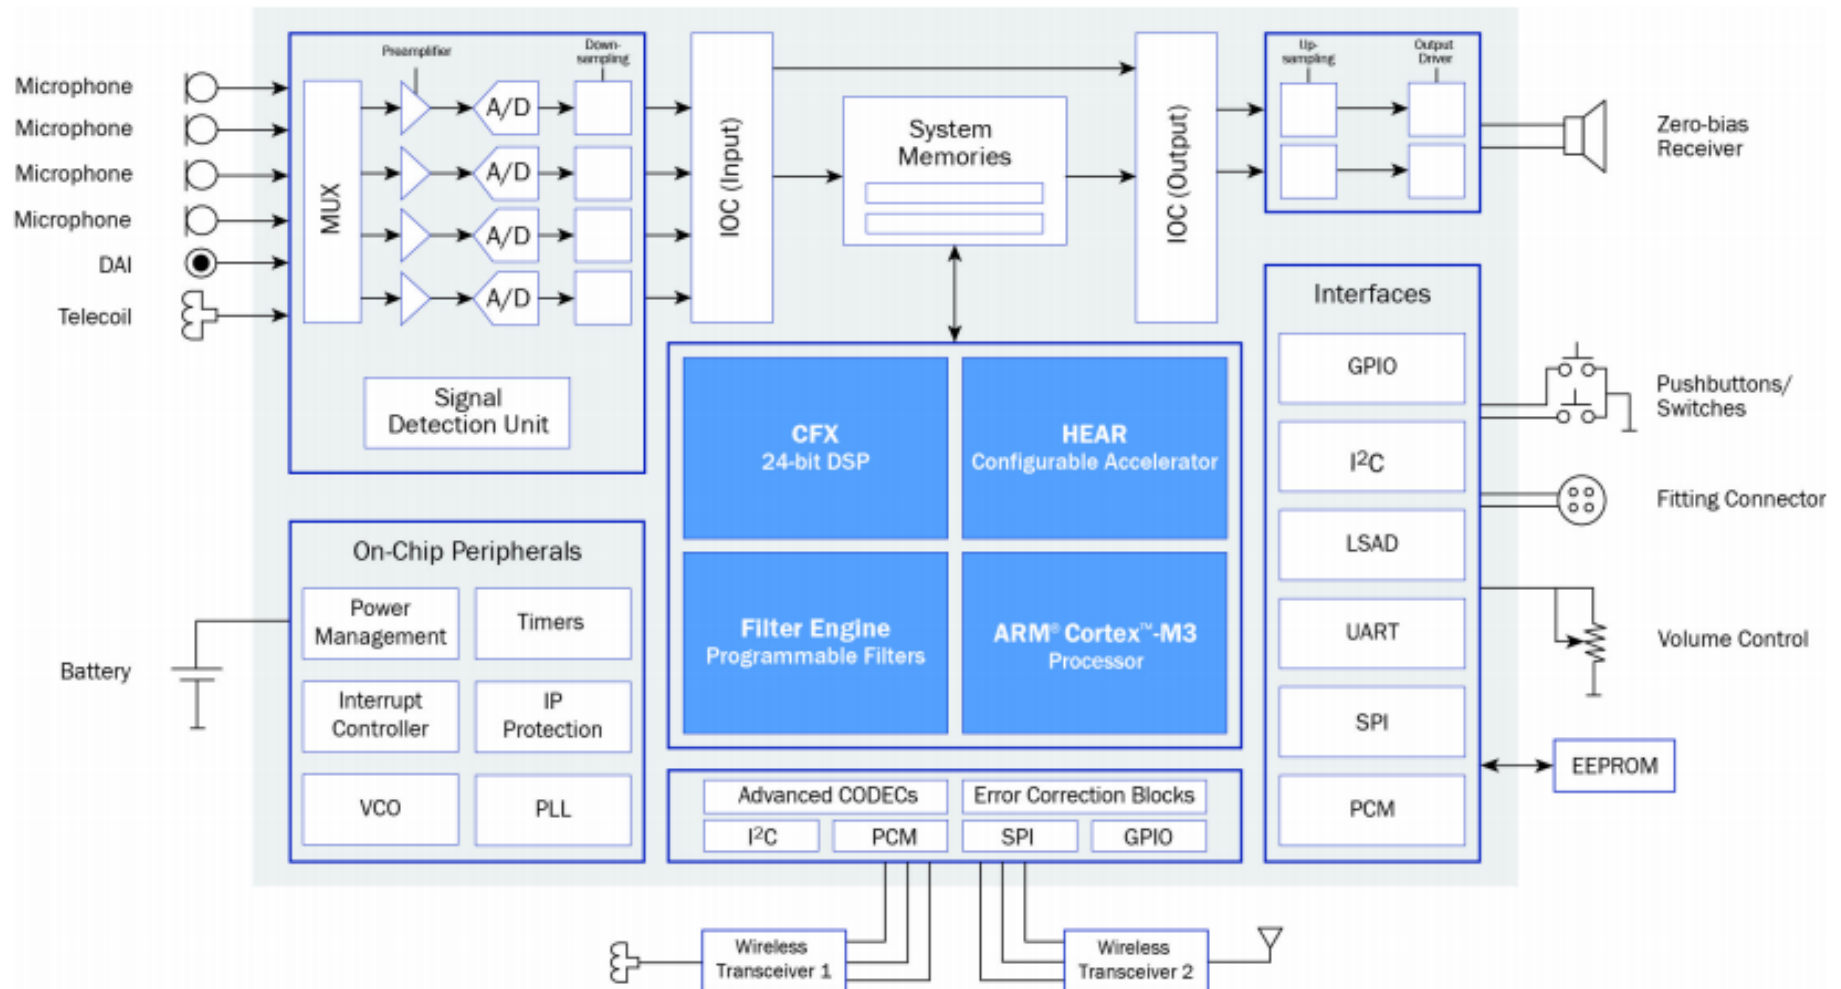 Microphone
Microphone
Microphone
Microphone
DAI
Telecoil
Preamplifier
Down-
sampling
MUX
A/D
A/D
A/D
A/D
Signal
Detection Unit
IOC (Input)
System
Memories
IOC (Output)
Up-
sampling
Output
Driver
Zero-bias
Receiver
CFX
24-bit DSP
HEAR
Configurable Accelerator
Filter Engine
Programmable Filters
ARM® Cortex™-M3
Processor
Interfaces
GPIO
I²C
LSAD
UART
SPI
PCM
Pushbuttons/
Switches
Fitting Connector
Volume Control
EEPROM
On-Chip Peripherals
Power
Management
Timers
Interrupt
Controller
IP
Protection
VCO
PLL
Battery
Advanced CODECs
Error Correction Blocks
I²C
PCM
SPI
GPIO
Wireless
Transceiver 1
Wireless
Transceiver 2